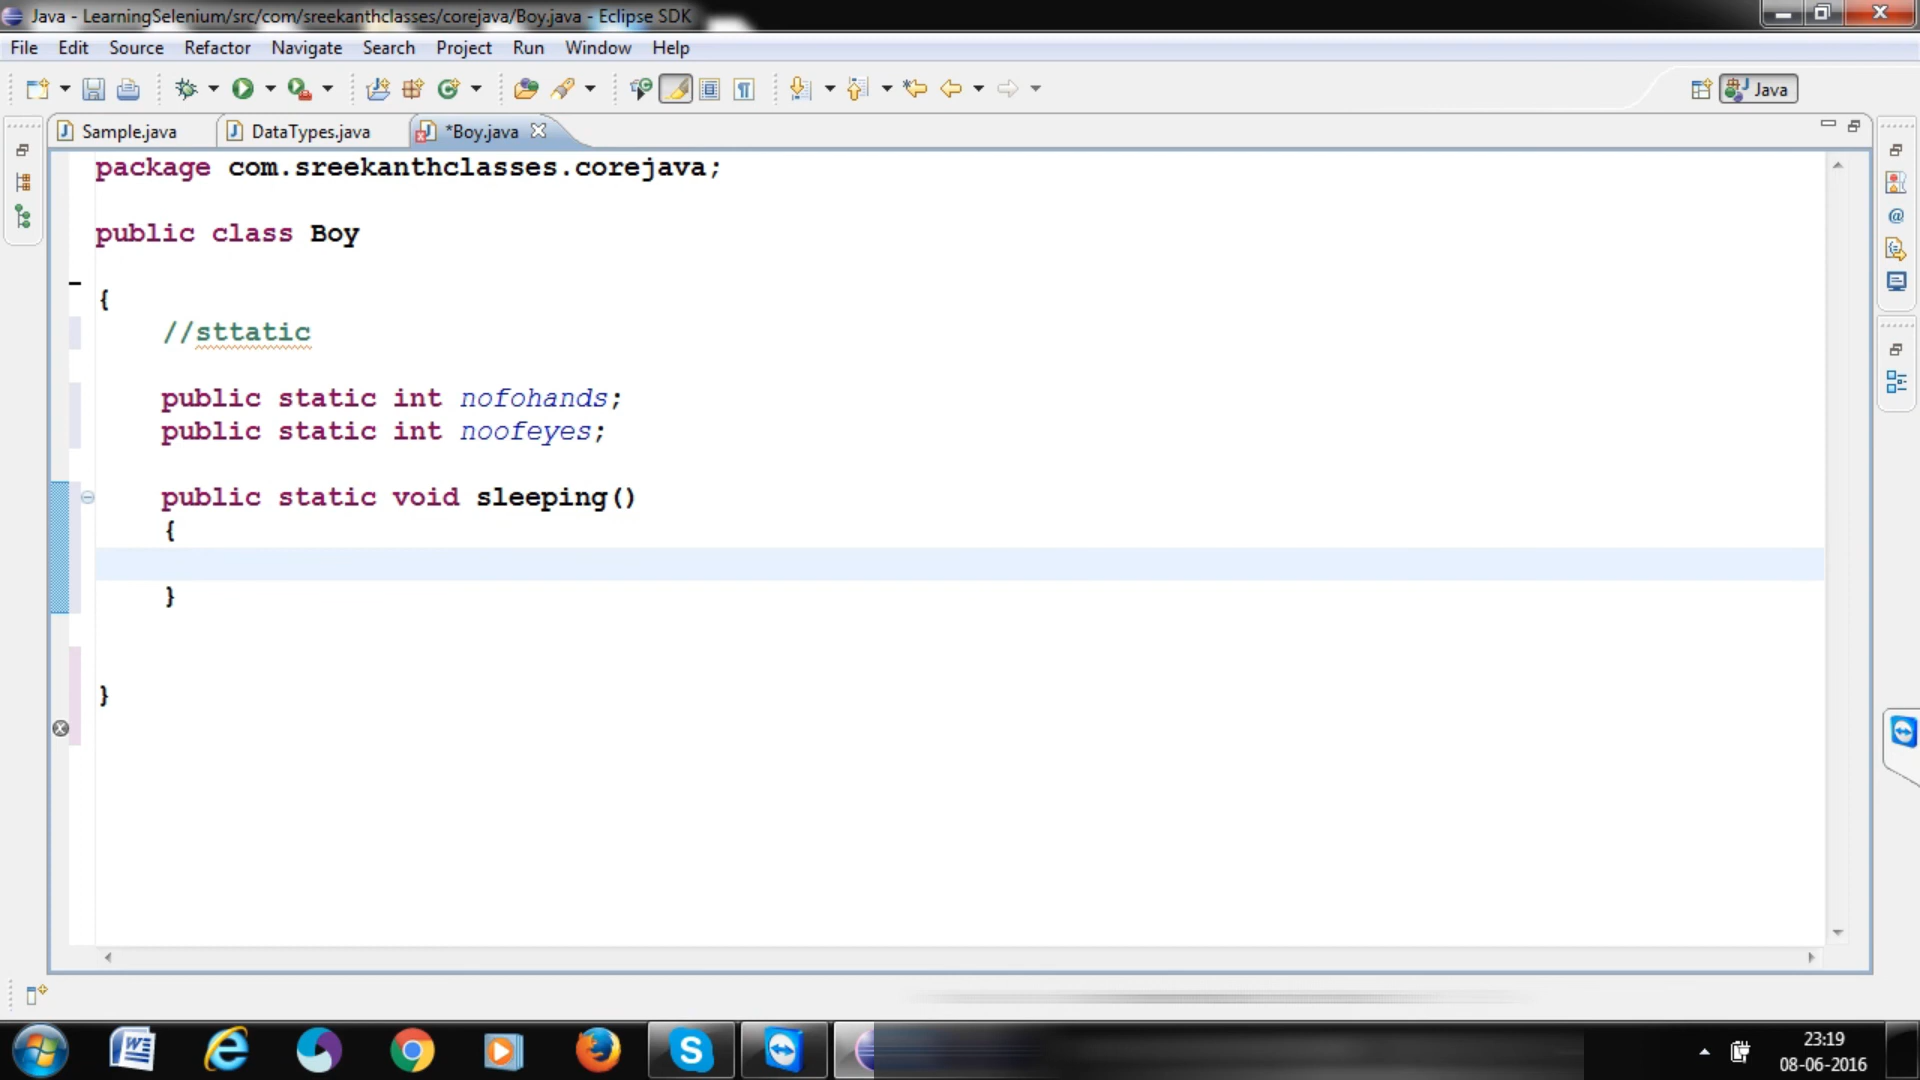 Java - LearningSelenium/src/com/sreekanthclasses/corejava/Boy.java - Eclipse SDK
File Edit Source Refactor Navigate Search Project Run Window Help
Java
Sample.java DataTypes.java *Boy.java
package com.sreekanthclasses.corejava;
public class Boy
{
//sttatic
public static int nofohands;
public static int noofeyes;
public static void sleeping()
{
}
}
23:19
08-06-2016